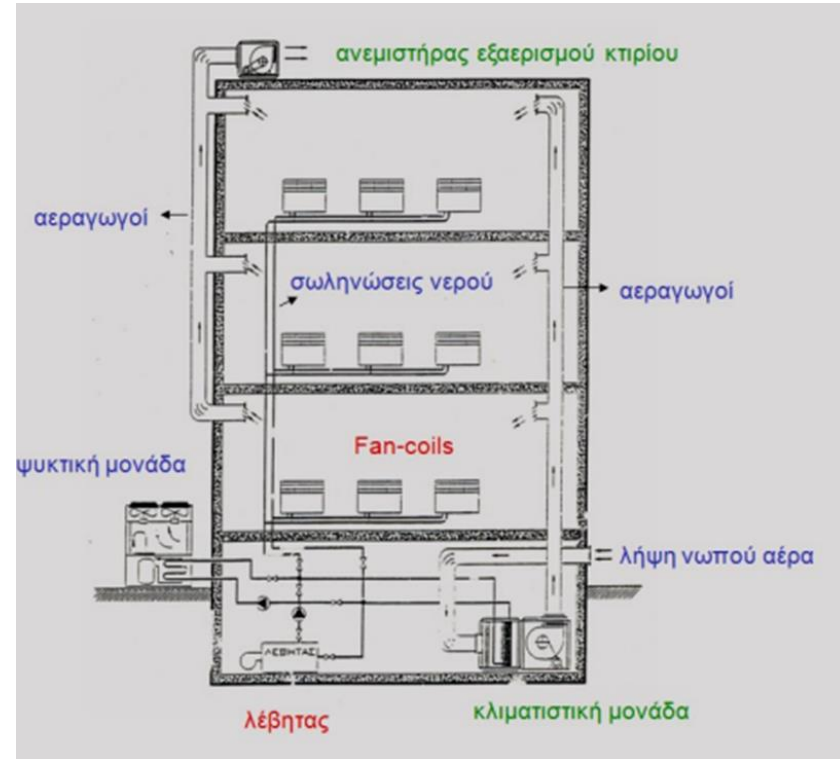 ανεμιστήρας εξαερισμού κτιρίου
αεραγωγοί
σωληνώσεις νερού
αεραγωγοί
Fan-coils
ψυκτική μονάδα
λήψη νωπού αέρα
ΛΕΒΗΤΑΣ
λέβητας
κλιματιστική μονάδα